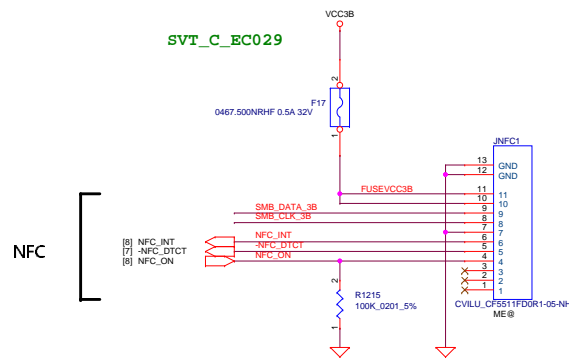 VCC3B
SVT_C_EC029
2
F17
0467.500NRHF 0.5A 32V
1
JNFC1
13 GND
12 GND
FUSEVCC3B 11 11
10 10
SMB_DATA_3B 9 9
SMB_CLK_3B 8 8
7 7
NFC
[8] NFC_INT NFC_INT 6 6
[7] -NFC_DTCT -NFC_DTCT 5 5
[8] NFC_ON NFC_ON 4 4
3 3
2 2
1 1
2
R1215
100K_0201_5%
1
CVILU_CF5511FD0R1-05-NH
ME@